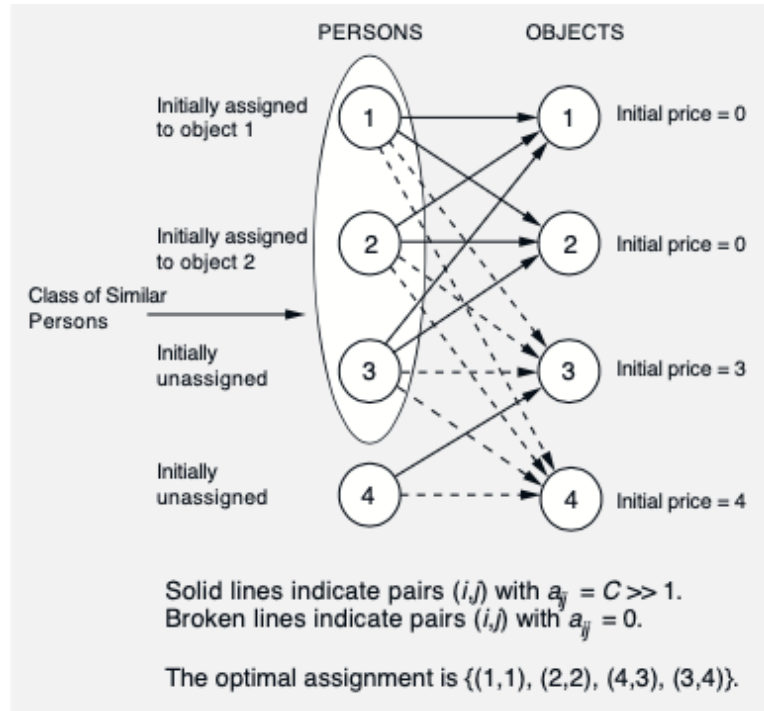 PERSONS OBJECTS
Initially assigned
to object 1
1
1
Initial price = 0
Initially assigned
to object 2
2
2
Initial price = 0
Class of Similar
Persons
Initially
unassigned
3
3
Initial price = 3
Initially
unassigned
4
4
Initial price = 4
Solid lines indicate pairs (i,j) with a_ij = C >> 1.
Broken lines indicate pairs (i,j) with a_ij = 0.
The optimal assignment is {(1,1), (2,2), (4,3), (3,4)}.